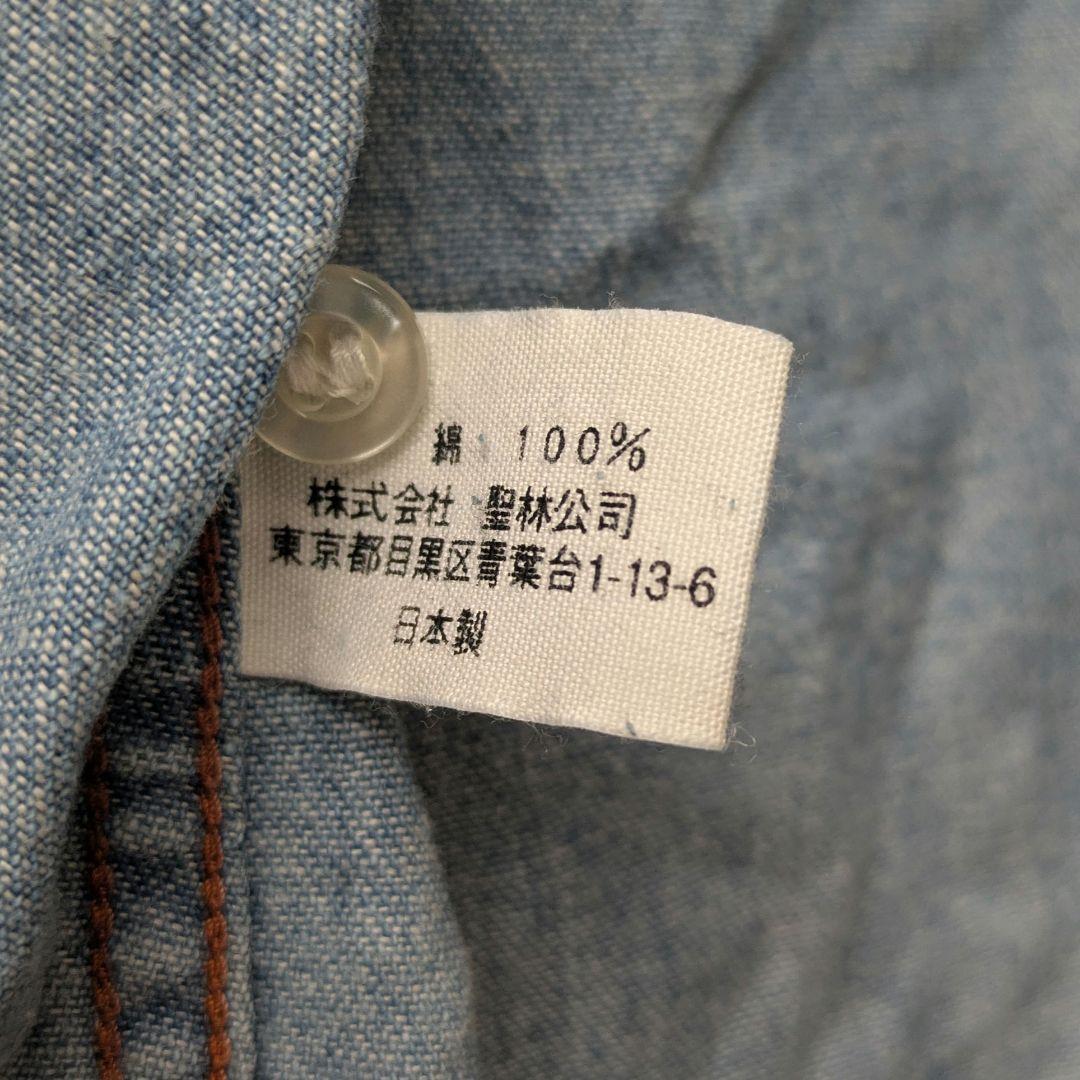 綿 100%
株式会社 聖林公司
東京都目黒区青葉台1-13-6
日本製